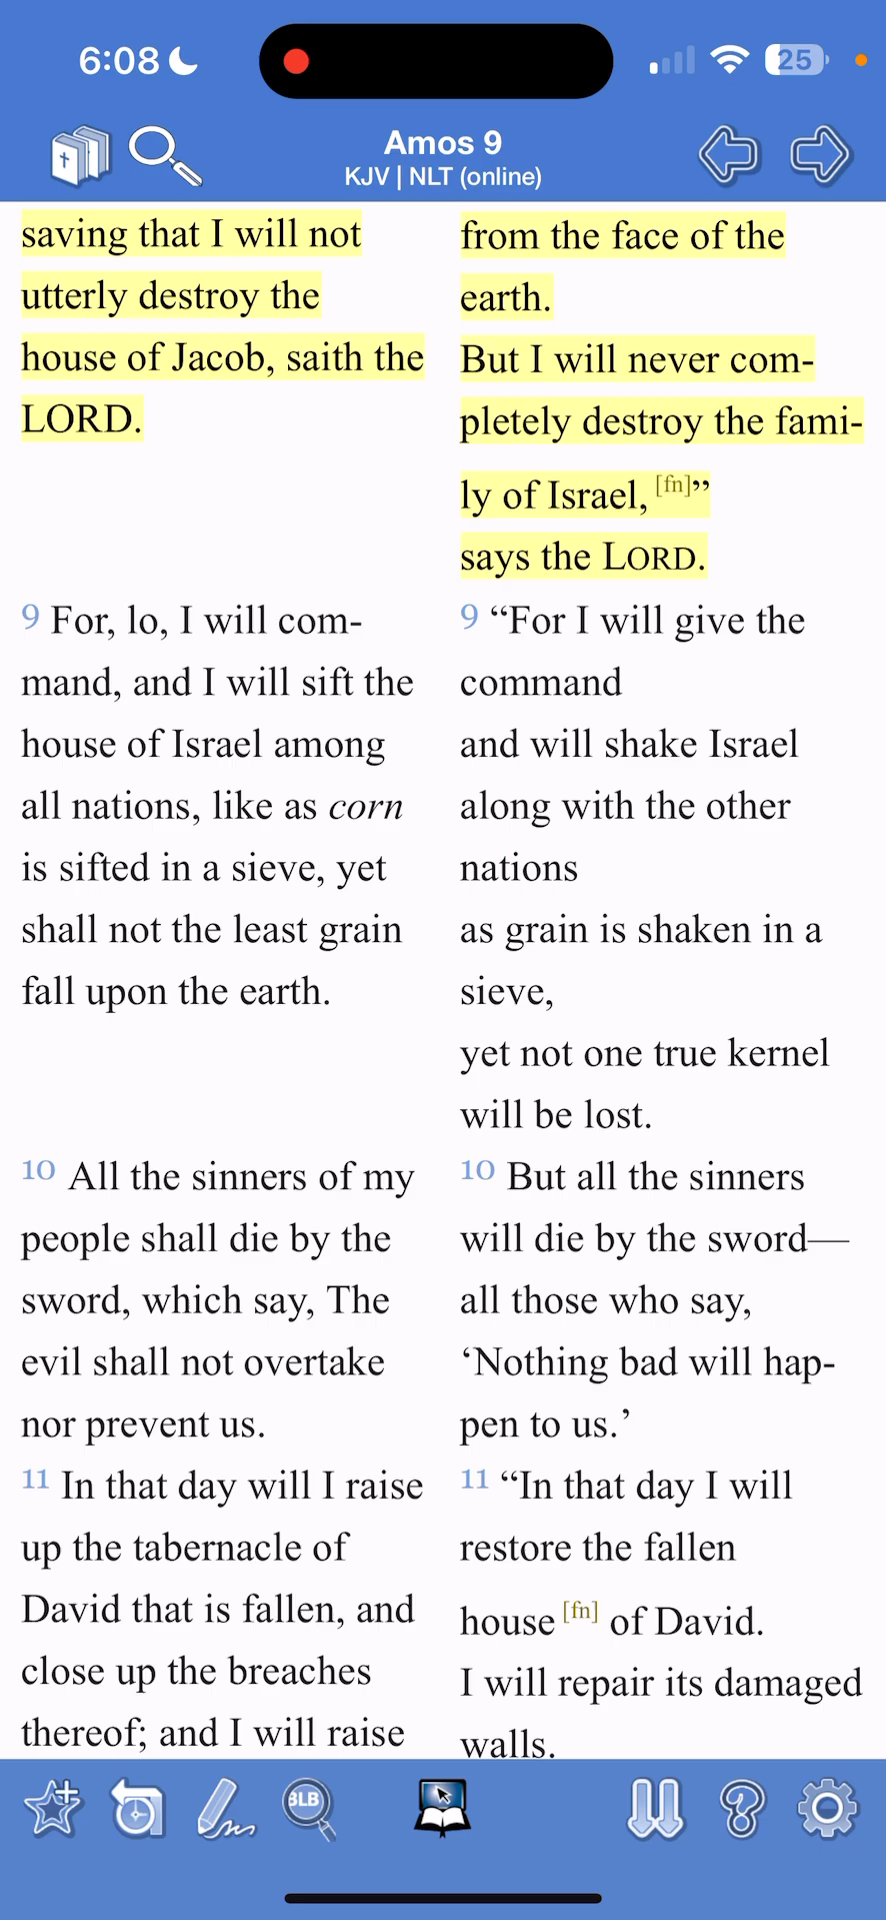 6:08
25
Amos 9
KJV | NLT (online)
saving that I will not
utterly destroy the
house of Jacob, saith the
LORD.
9 For, lo, I will com-
mand, and I will sift the
house of Israel among
all nations, like as corn
is sifted in a sieve, yet
shall not the least grain
fall upon the earth.
10 All the sinners of my
people shall die by the
sword, which say, The
evil shall not overtake
nor prevent us.
11 In that day will I raise
up the tabernacle of
David that is fallen, and
close up the breaches
thereof; and I will raise
from the face of the
earth.
But I will never com-
pletely destroy the fami-
ly of Israel, [fn]”
says the LORD.
9 “For I will give the
command
and will shake Israel
along with the other
nations
as grain is shaken in a
sieve,
yet not one true kernel
will be lost.
10 But all the sinners
will die by the sword—
all those who say,
‘Nothing bad will hap-
pen to us.’
11 “In that day I will
restore the fallen
house [fn] of David.
I will repair its damaged
walls.
BLB